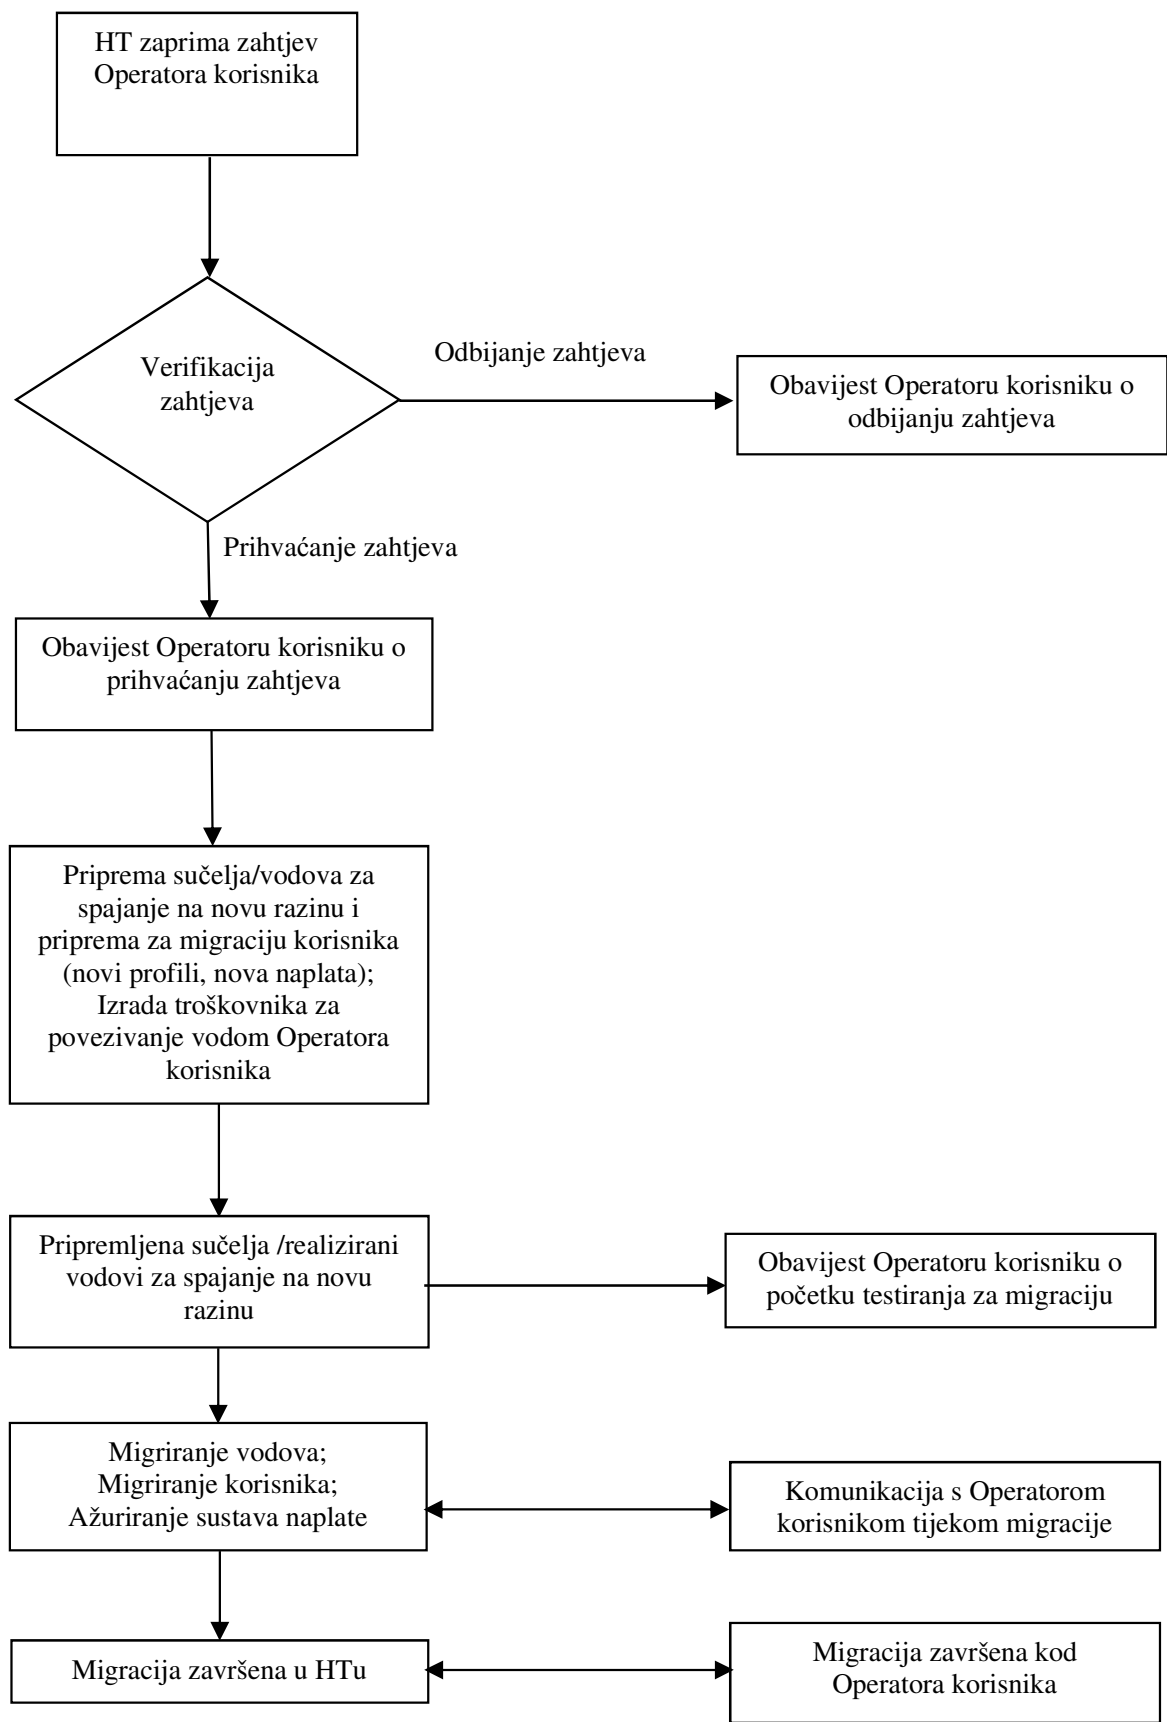 HT zaprima zahtjev
Operatora korisnika
Verifikacija
zahtjeva
Odbijanje zahtjeva
Obavijest Operatoru korisniku o
odbijanju zahtjeva
Prihvaćanje zahtjeva
Obavijest Operatoru korisniku o
prihvaćanju zahtjeva
Priprema sučelja/vodova za
spajanje na novu razinu i
priprema za migraciju korisnika
(novi profili, nova naplata);
Izrada troškovnika za
povezivanje vodom Operatora
korisnika
Pripremljena sučelja /realizirani
vodovi za spajanje na novu
razinu
Obavijest Operatoru korisniku o
početku testiranja za migraciju
Migriranje vodova;
Migriranje korisnika;
Ažuriranje sustava naplate
Komunikacija s Operatorom
korisnikom tijekom migracije
Migracija završena u HTu
Migracija završena kod
Operatora korisnika